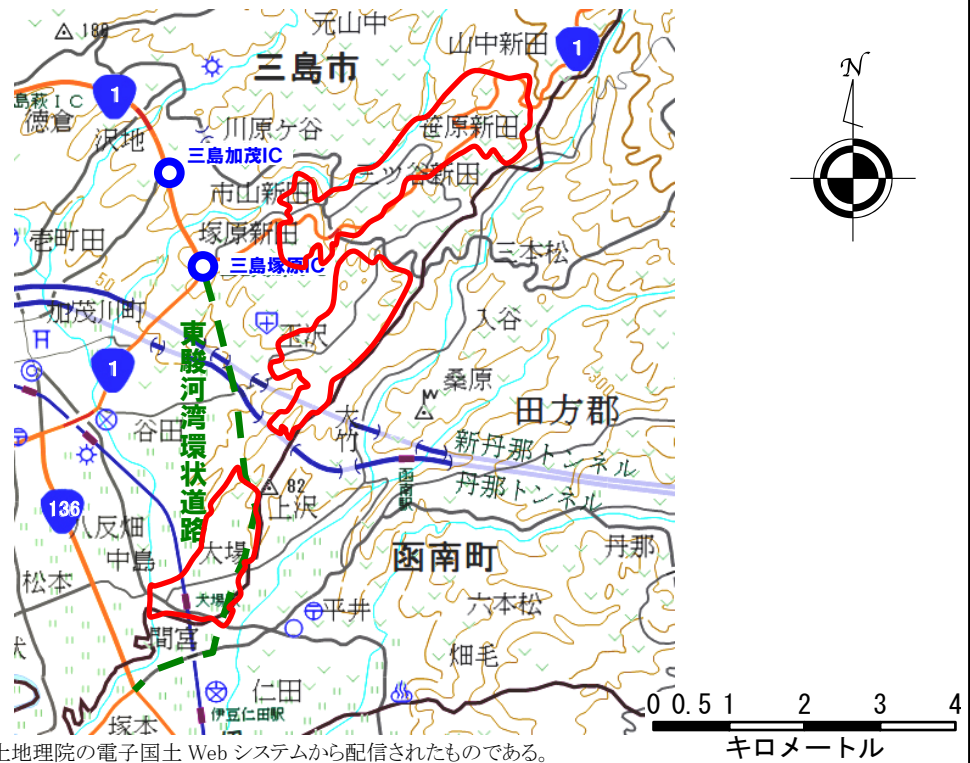 元山中
188
山中新田
1
三島市
1
島萩IC
徳倉
沢地
川原ケ谷
笹原新田
三島加茂IC
三ツ谷新田
市山新田
塚原新田
壱町田
三本松
三島塚原IC
50
加茂川町
入谷
玉沢
東駿河湾環状道路
1
桑原
300
田方郡
大竹
谷田
新丹那トンネル
函南駅
丹那トンネル
82
上沢
136
八反畑
中島
大場
函南町
丹那
松本
大場
平井
六本松
間宮
畑毛
仁田
伊豆仁田駅
塚本
N
0 0.5 1 2 3 4
キロメートル
土地理院の電子国土 Web システムから配信されたものである。